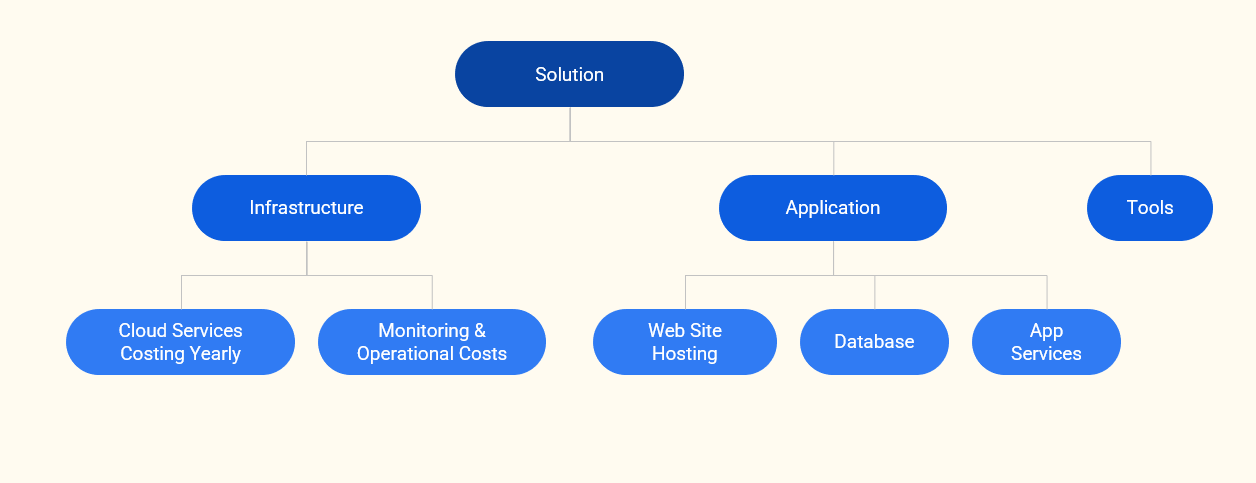 Solution
Infrastructure
Application
Tools
Cloud Services
Costing Yearly
Monitoring &
Operational Costs
Web Site
Hosting
Database
App
Services